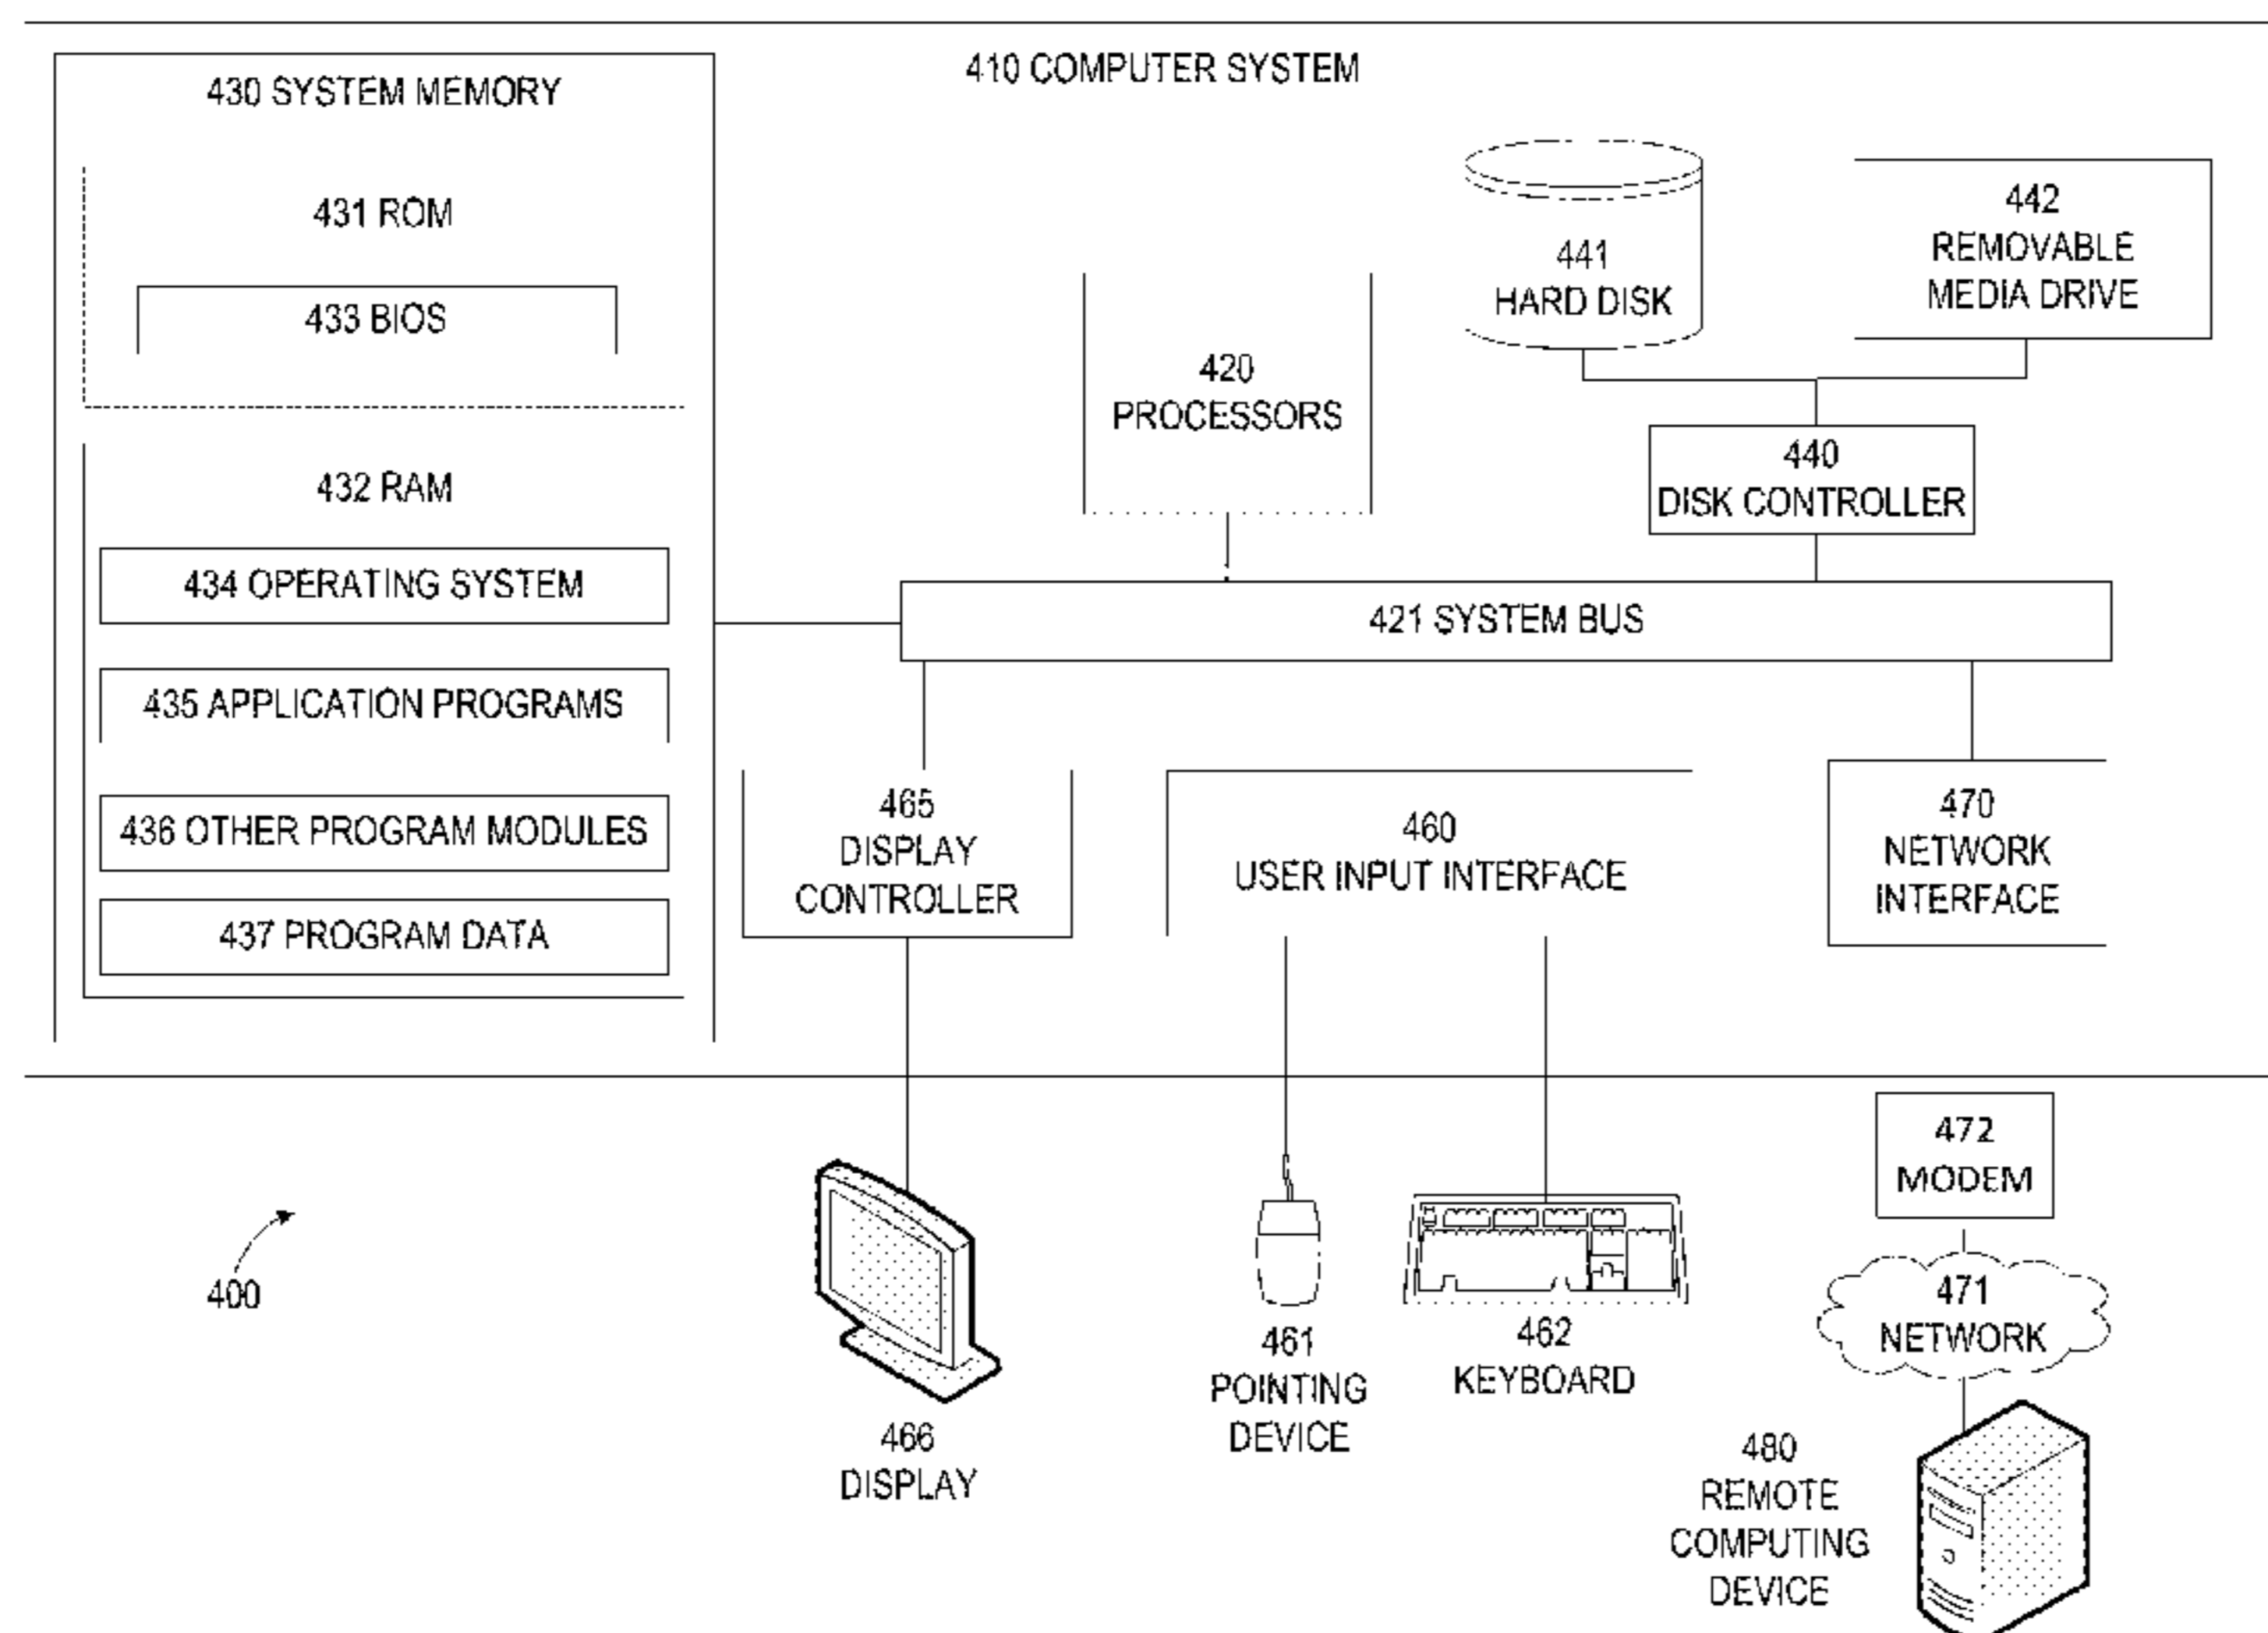 410 COMPUTER SYSTEM
430 SYSTEM MEMORY
431 ROM
433 BIOS
432 RAM
434 OPERATING SYSTEM
435 APPLICATION PROGRAMS
436 OTHER PROGRAM MODULES
437 PROGRAM DATA
420
PROCESSORS
441
HARD DISK
442
REMOVABLE
MEDIA DRIVE
440
DISK CONTROLLER
421 SYSTEM BUS
465
DISPLAY
CONTROLLER
460
USER INPUT INTERFACE
470
NETWORK
INTERFACE
400
466
DISPLAY
461
POINTING
DEVICE
462
KEYBOARD
472
MODEM
471
NETWORK
480
REMOTE
COMPUTING
DEVICE